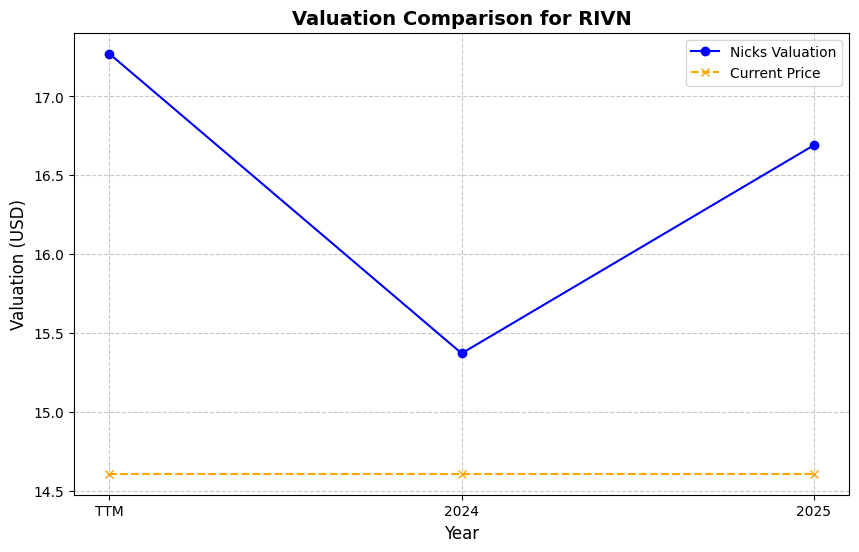 Valuation Comparison for RIVN
Nicks Valuation
Current Price
Valuation (USD)
17.0
16.5
16.0
15.5
15.0
14.5
TTM
2024
2025
Year